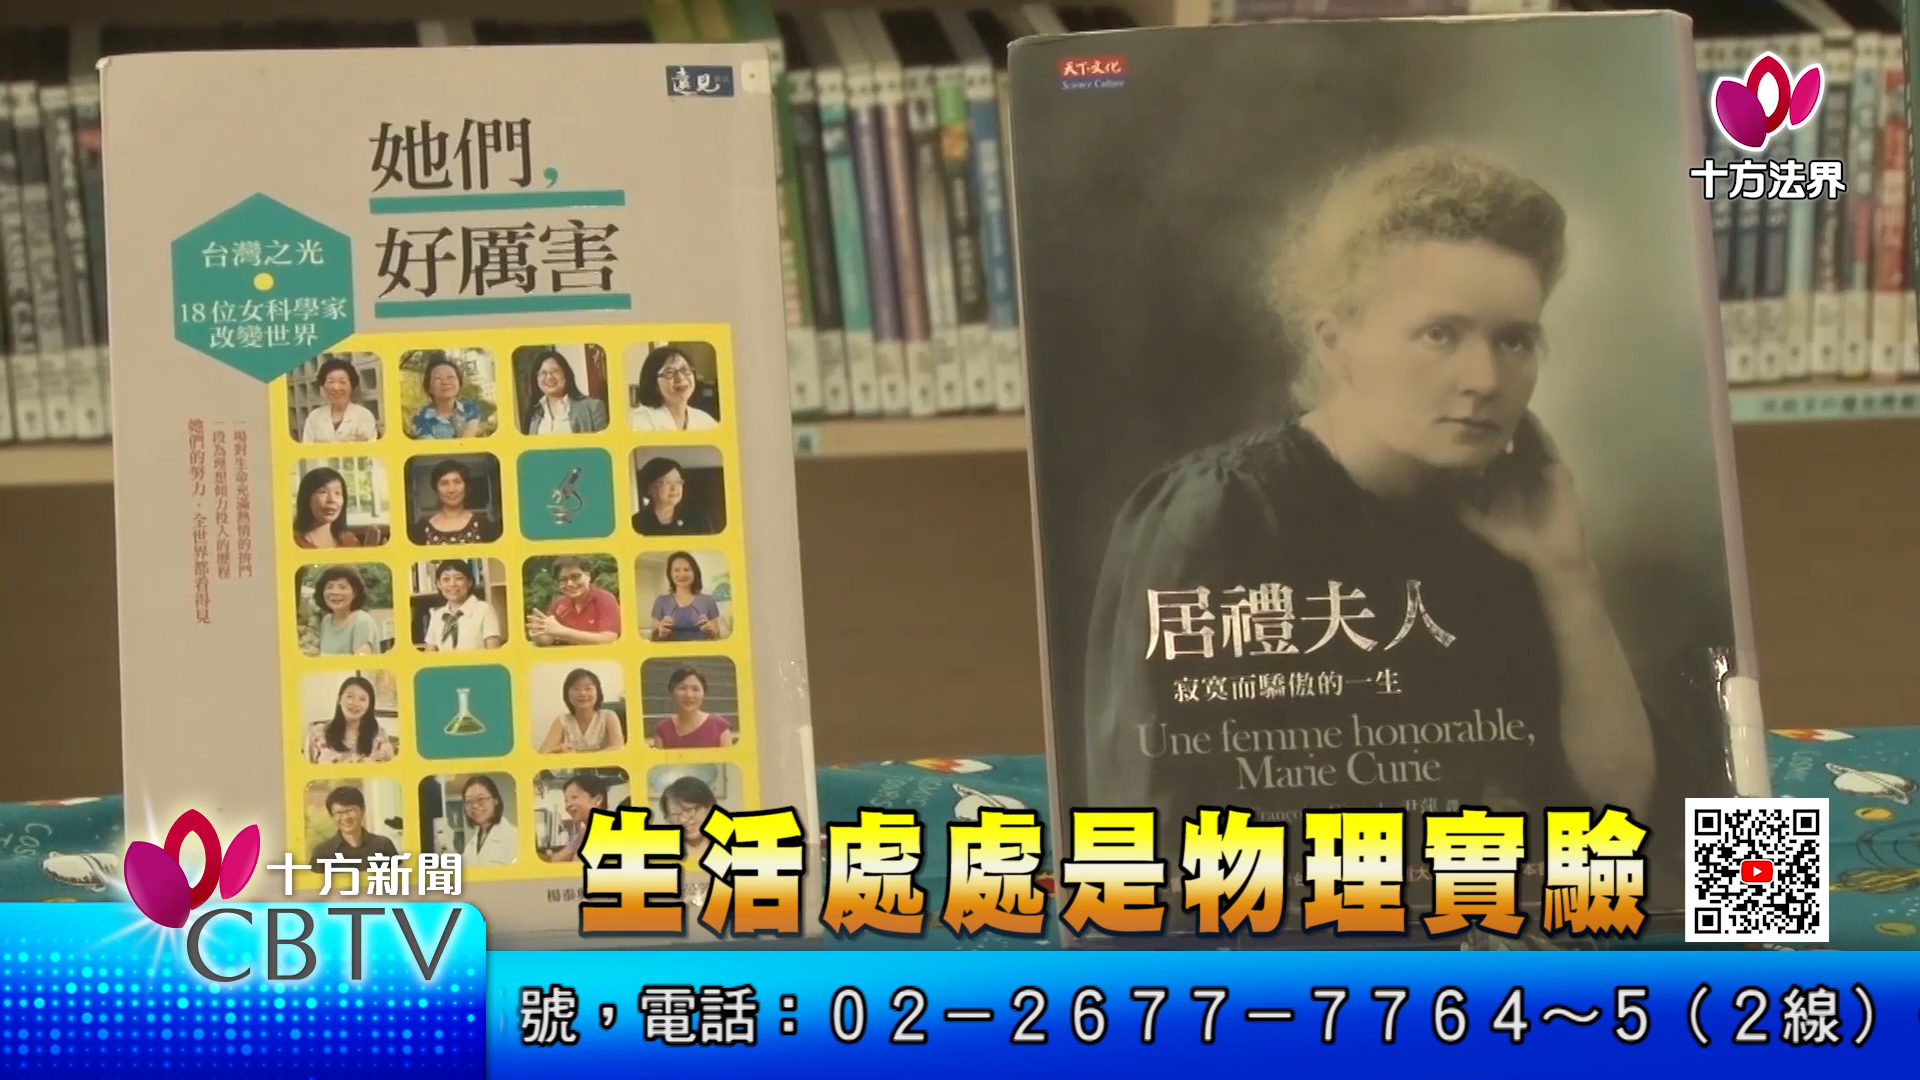 遠見
她們,
好厲害
台灣之光
18位女科學家
改變世界
一場對生命充滿熱情的搏鬥
一段為理想傾力投入的歷程
她們的努力，全世界都看得見
天下文化
Science Culture
居禮夫人
寂寞而驕傲的一生
Une femme honorable,
Marie Curie
十方法界
生活處處是物理實驗
十方新聞
CBTV
號，電話：０２－２６７７－７７６４～５（２線）